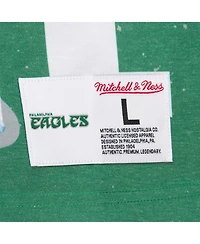 Mitchell & Ness
PHILADELPHIA
EAGLES
L
MITCHELL & NESS NOSTALGIA CO.
AUTHENTIC LICENSED APPAREL
DESIGNED IN PHILADELPHIA, PA.
ESTABLISHED 1904
AUTHENTIC, PREMIUM, LEGENDARY.